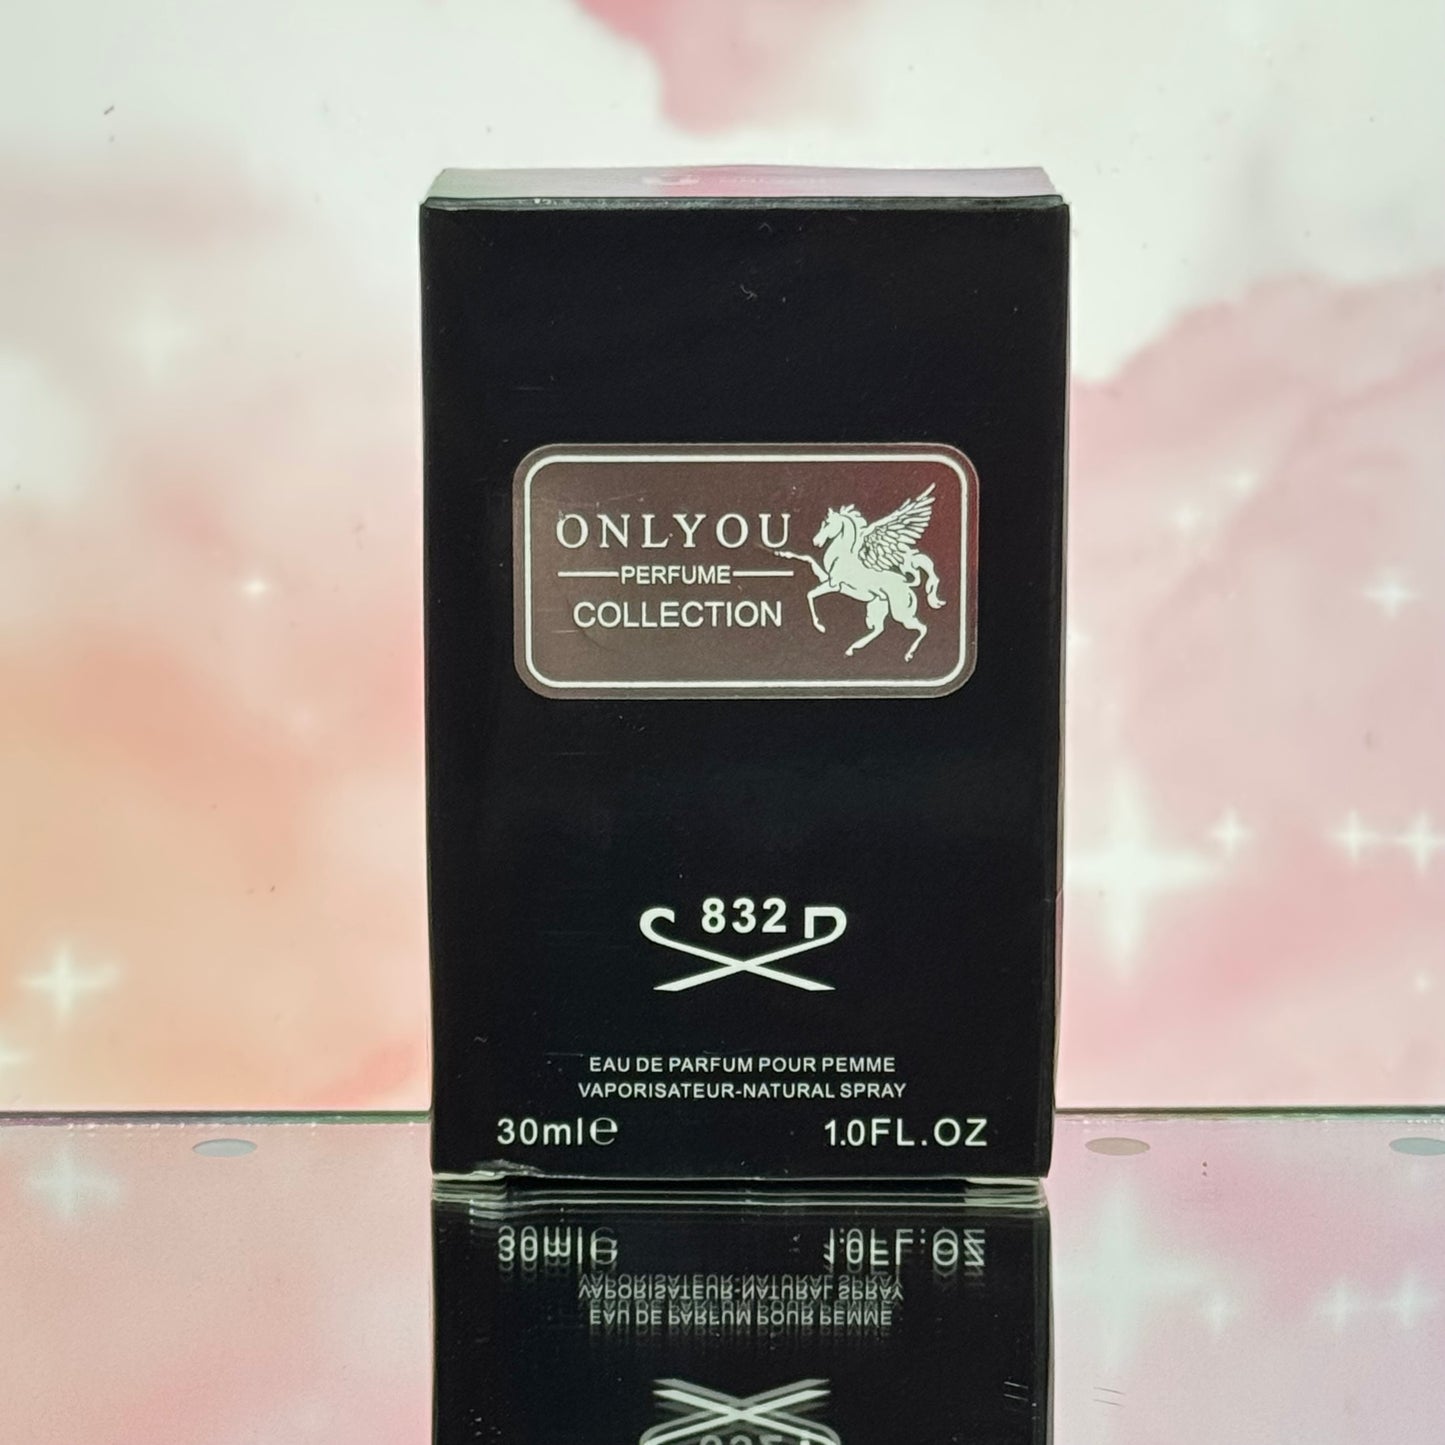 ONLYOU
PERFUME
COLLECTION
832
EAU DE PARFUM POUR PEMME
VAPORISATEUR-NATURAL SPRAY
30ml℮ 1.0FL.OZ